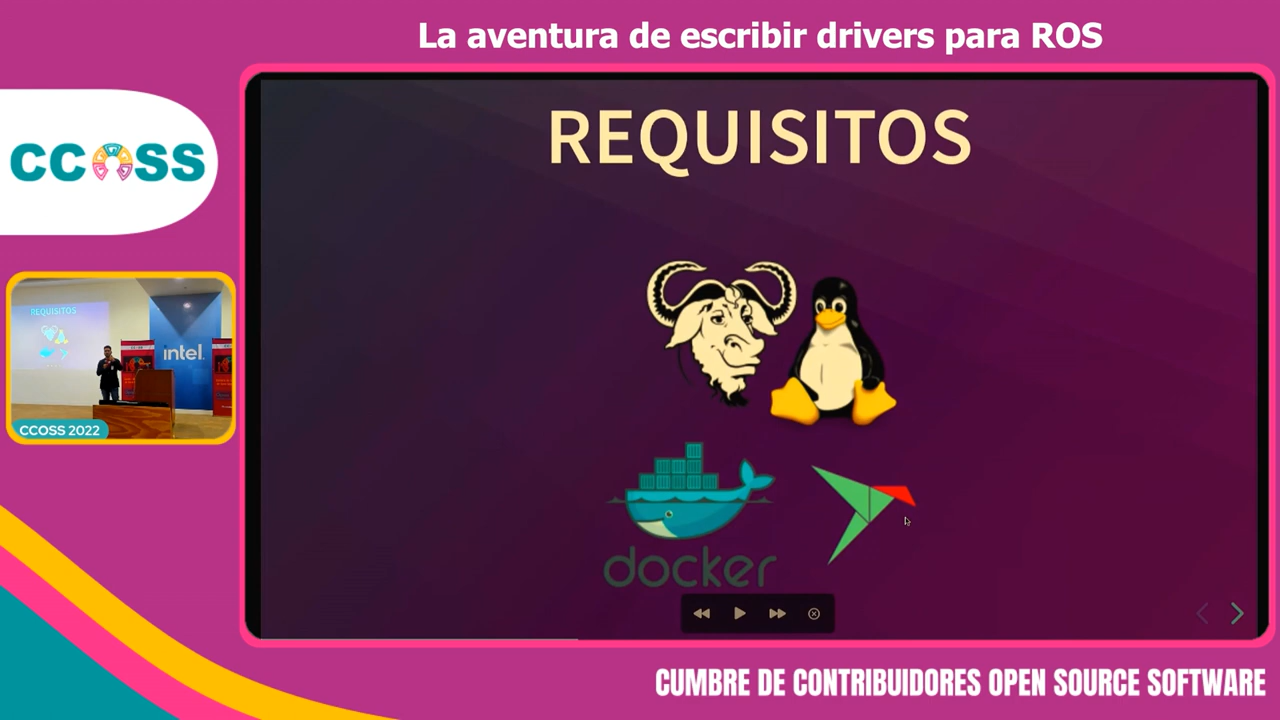 La aventura de escribir drivers para ROS
CCOSS
REQUISITOS
docker
REQUISITOS
intel.
CCOSS 2022
CUMBRE DE CONTRIBUIDORES OPEN SOURCE SOFTWARE